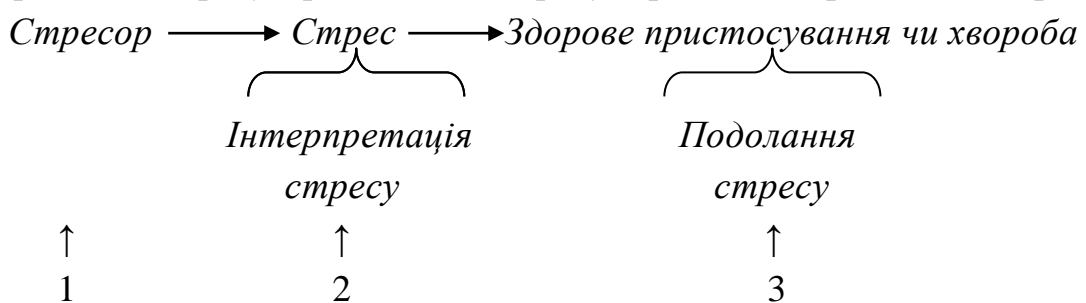 Стресор Стрес Здорове пристосування чи хвороба
Інтерпретація Подолання
стресу стресу
↑ ↑ ↑
1 2 3